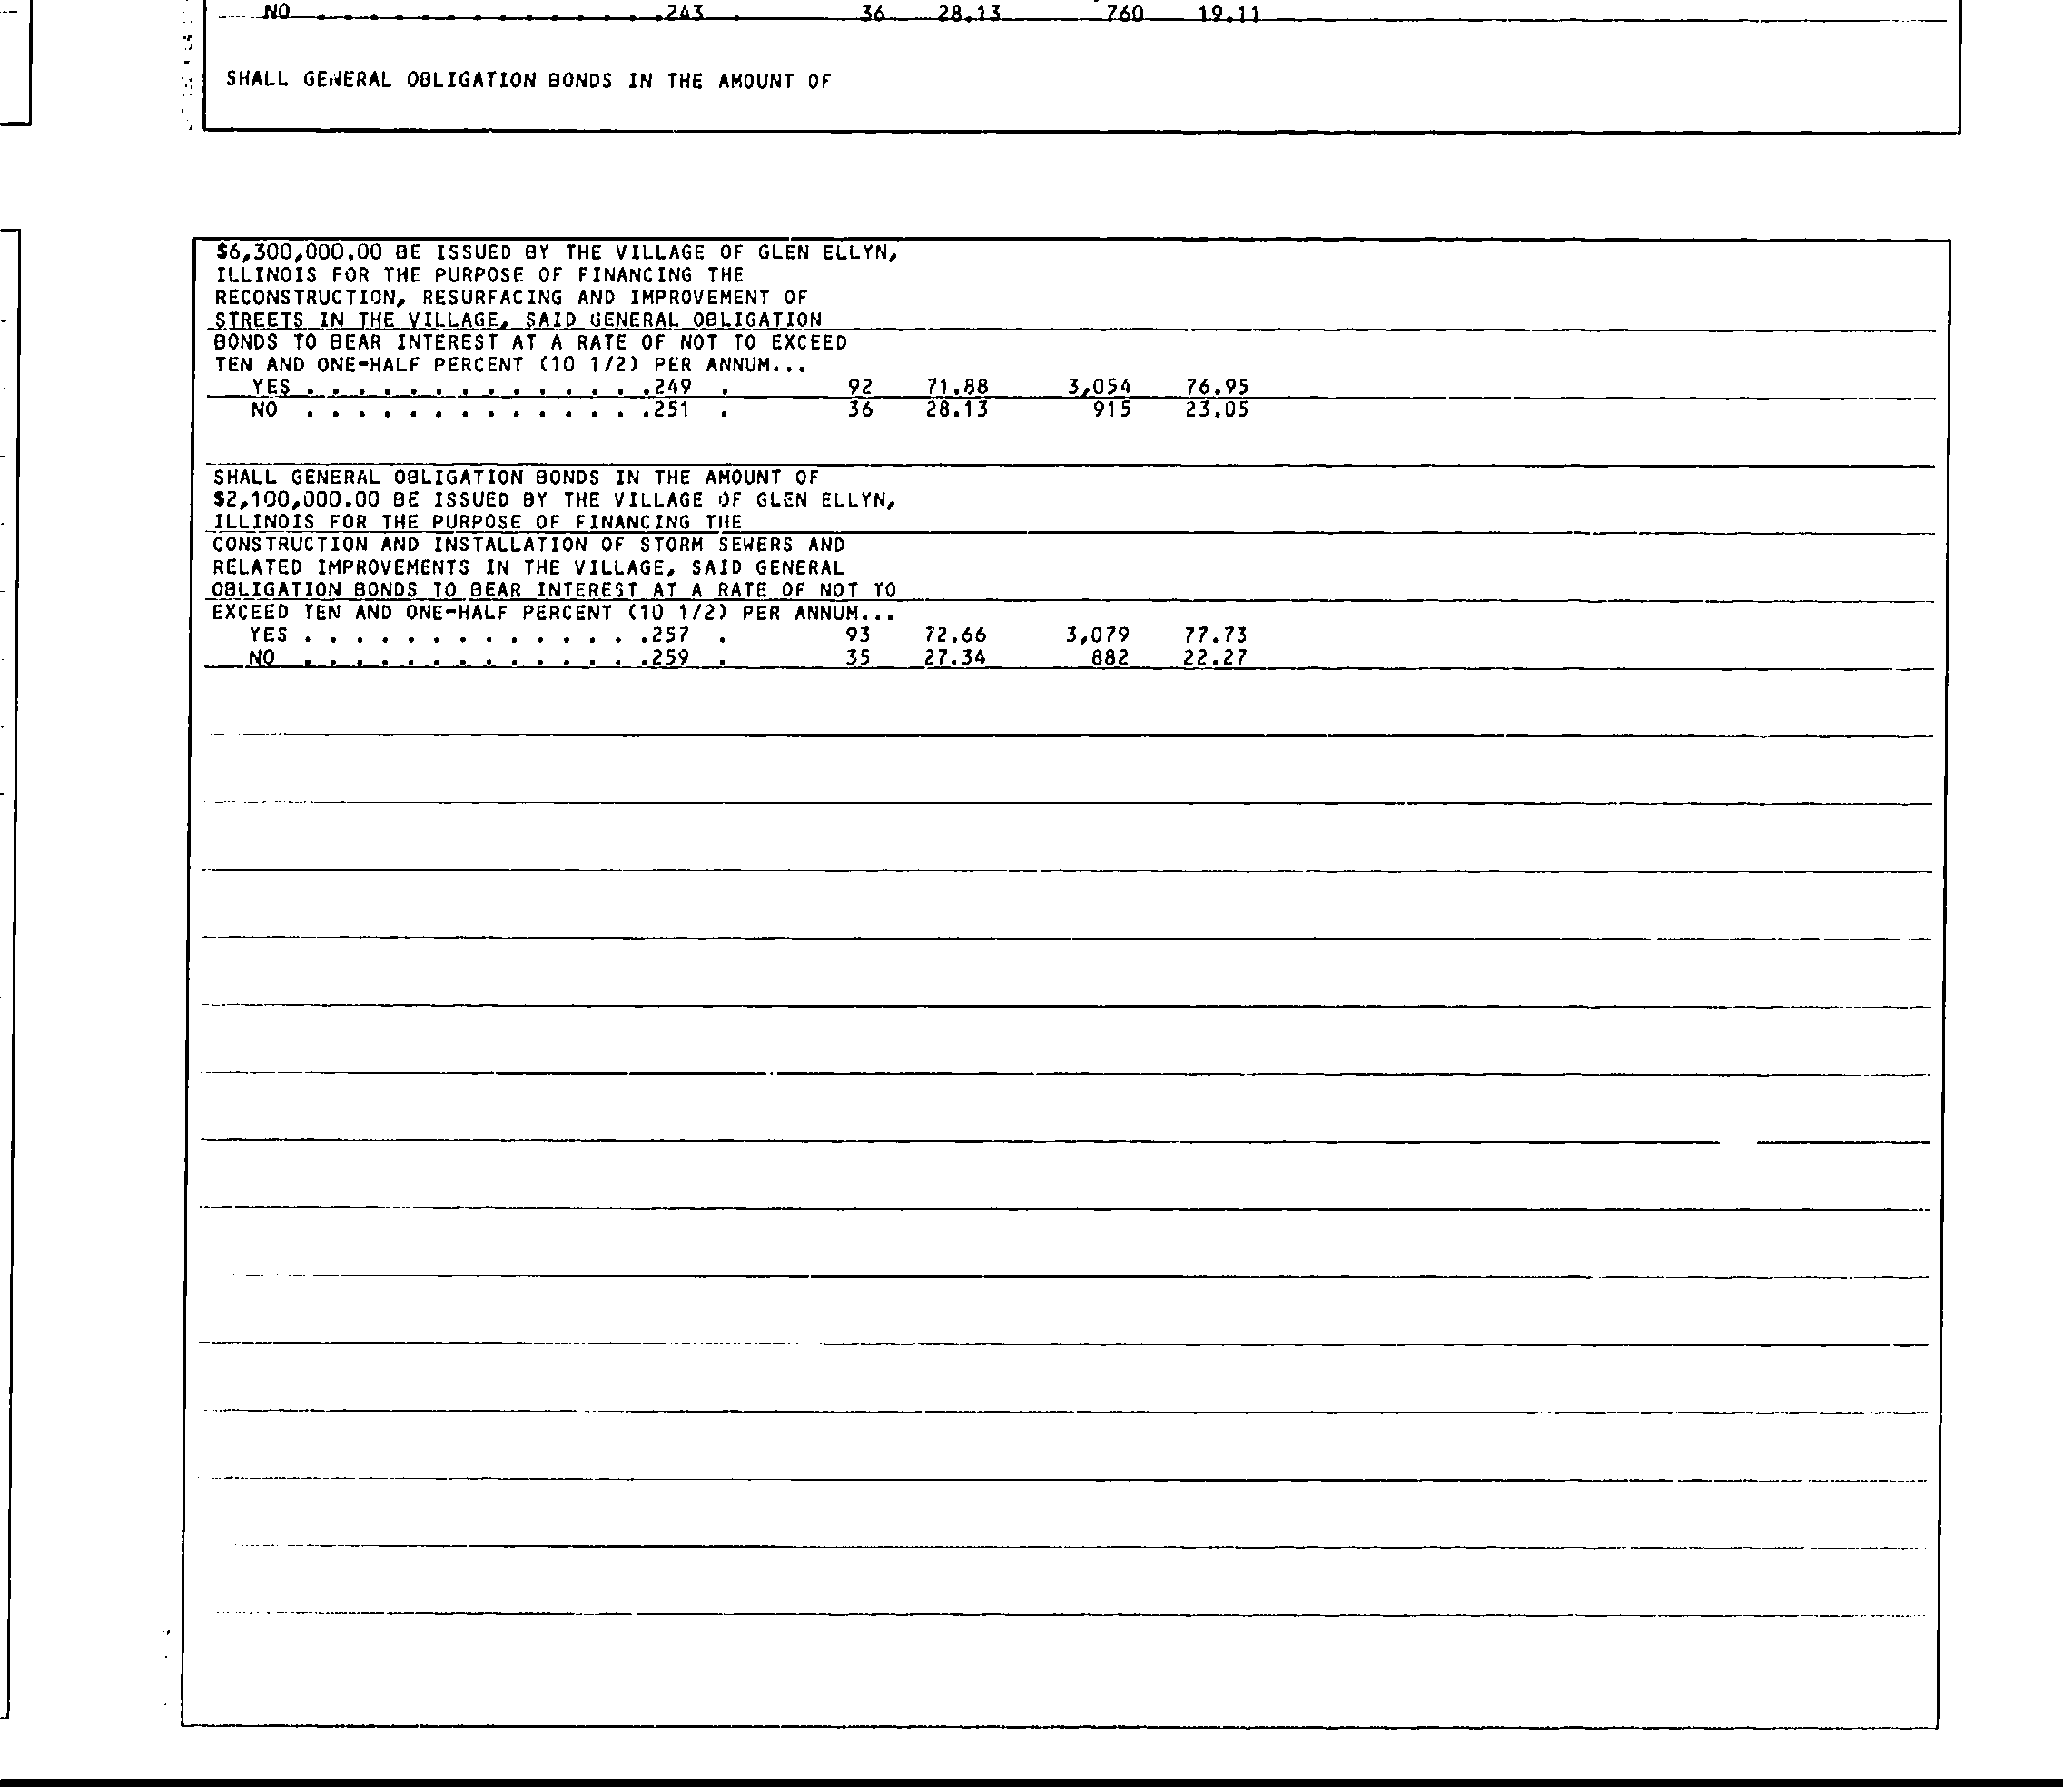 NO . . . . . . . . . . . . . .243 . 36 28.13 760 19.11
SHALL GENERAL OBLIGATION BONDS IN THE AMOUNT OF
$6,300,000.00 BE ISSUED BY THE VILLAGE OF GLEN ELLYN,
ILLINOIS FOR THE PURPOSE OF FINANCING THE
RECONSTRUCTION, RESURFACING AND IMPROVEMENT OF
STREETS IN THE VILLAGE, SAID GENERAL OBLIGATION
BONDS TO BEAR INTEREST AT A RATE OF NOT TO EXCEED
TEN AND ONE-HALF PERCENT (10 1/2) PER ANNUM...
YES . . . . . . . . . . . . . .249 . 92 71.88 3,054 76.95
NO . . . . . . . . . . . . . .251 . 36 28.13 915 23.05
SHALL GENERAL OBLIGATION BONDS IN THE AMOUNT OF
$2,100,000.00 BE ISSUED BY THE VILLAGE OF GLEN ELLYN,
ILLINOIS FOR THE PURPOSE OF FINANCING THE
CONSTRUCTION AND INSTALLATION OF STORM SEWERS AND
RELATED IMPROVEMENTS IN THE VILLAGE, SAID GENERAL
OBLIGATION BONDS TO BEAR INTEREST AT A RATE OF NOT TO
EXCEED TEN AND ONE-HALF PERCENT (10 1/2) PER ANNUM...
YES . . . . . . . . . . . . . .257 . 93 72.66 3,079 77.73
NO . . . . . . . . . . . . . .259 . 35 27.34 882 22.27